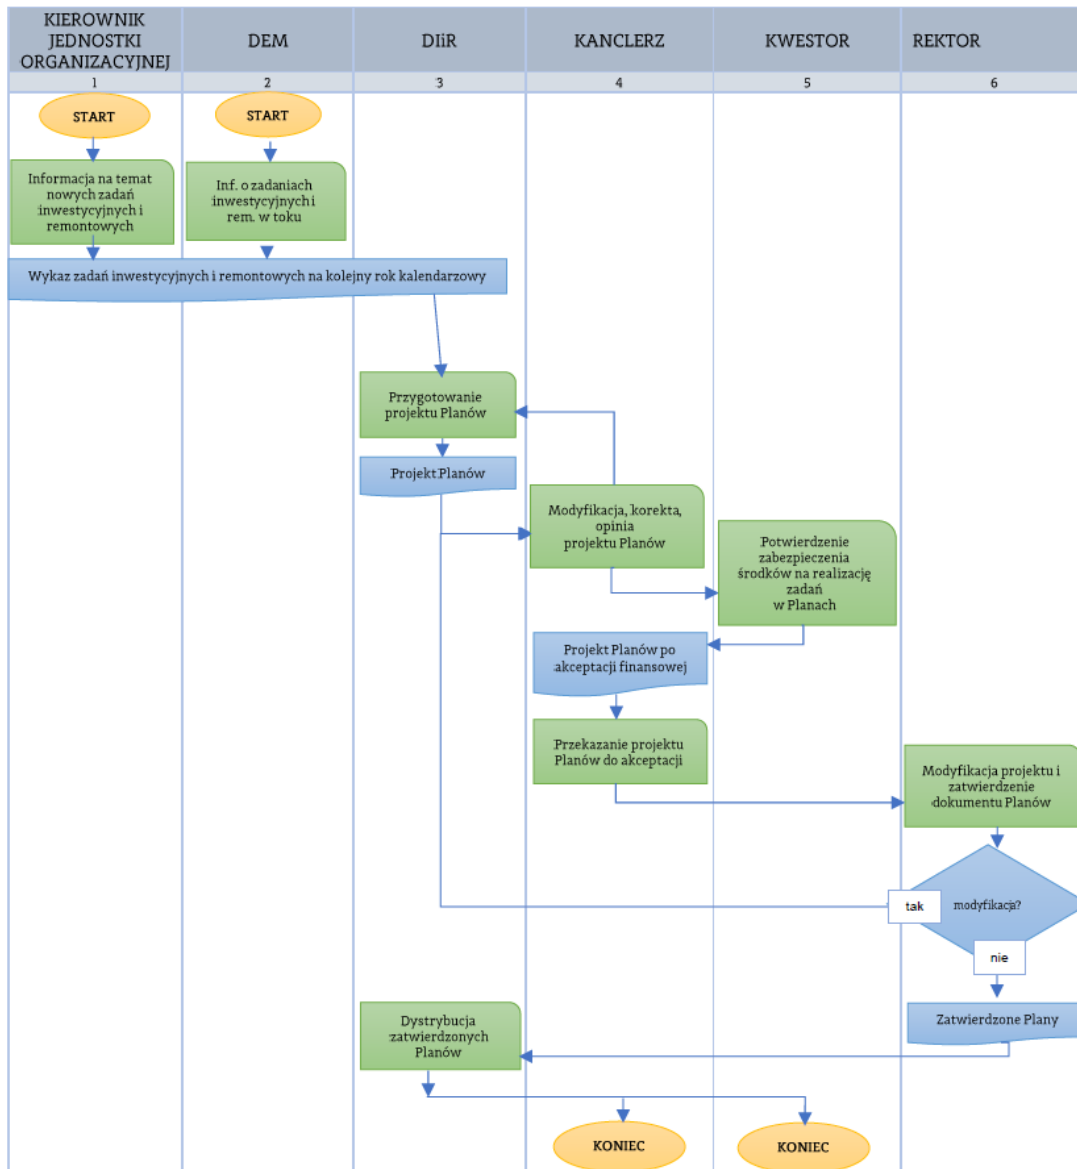 KIEROWNIK
JEDNOSTKI
ORGANIZACYJNEJ
DEM
DIiR
KANCLERZ
KWESTOR
REKTOR
1
2
3
4
5
6
START
START
Informacja na temat
nowych zadań
inwestycyjnych i
remontowych
Inf. o zadaniach
inwestycyjnych i
rem. w toku
Wykaz zadań inwestycyjnych i remontowych na kolejny rok kalendarzowy
Przygotowanie
projektu Planów
Projekt Planów
Modyfikacja, korekta,
opinia
projektu Planów
Potwierdzenie
zabezpieczenia
środków na realizację
zadań
w Planach
Projekt Planów po
akceptacji finansowej
Przekazanie projektu
Planów do akceptacji
Modyfikacja projektu i
zatwierdzenie
dokumentu Planów
tak
modyfikacja?
nie
Zatwierdzone Plany
Dystrybucja
zatwierdzonych
Planów
KONIEC
KONIEC